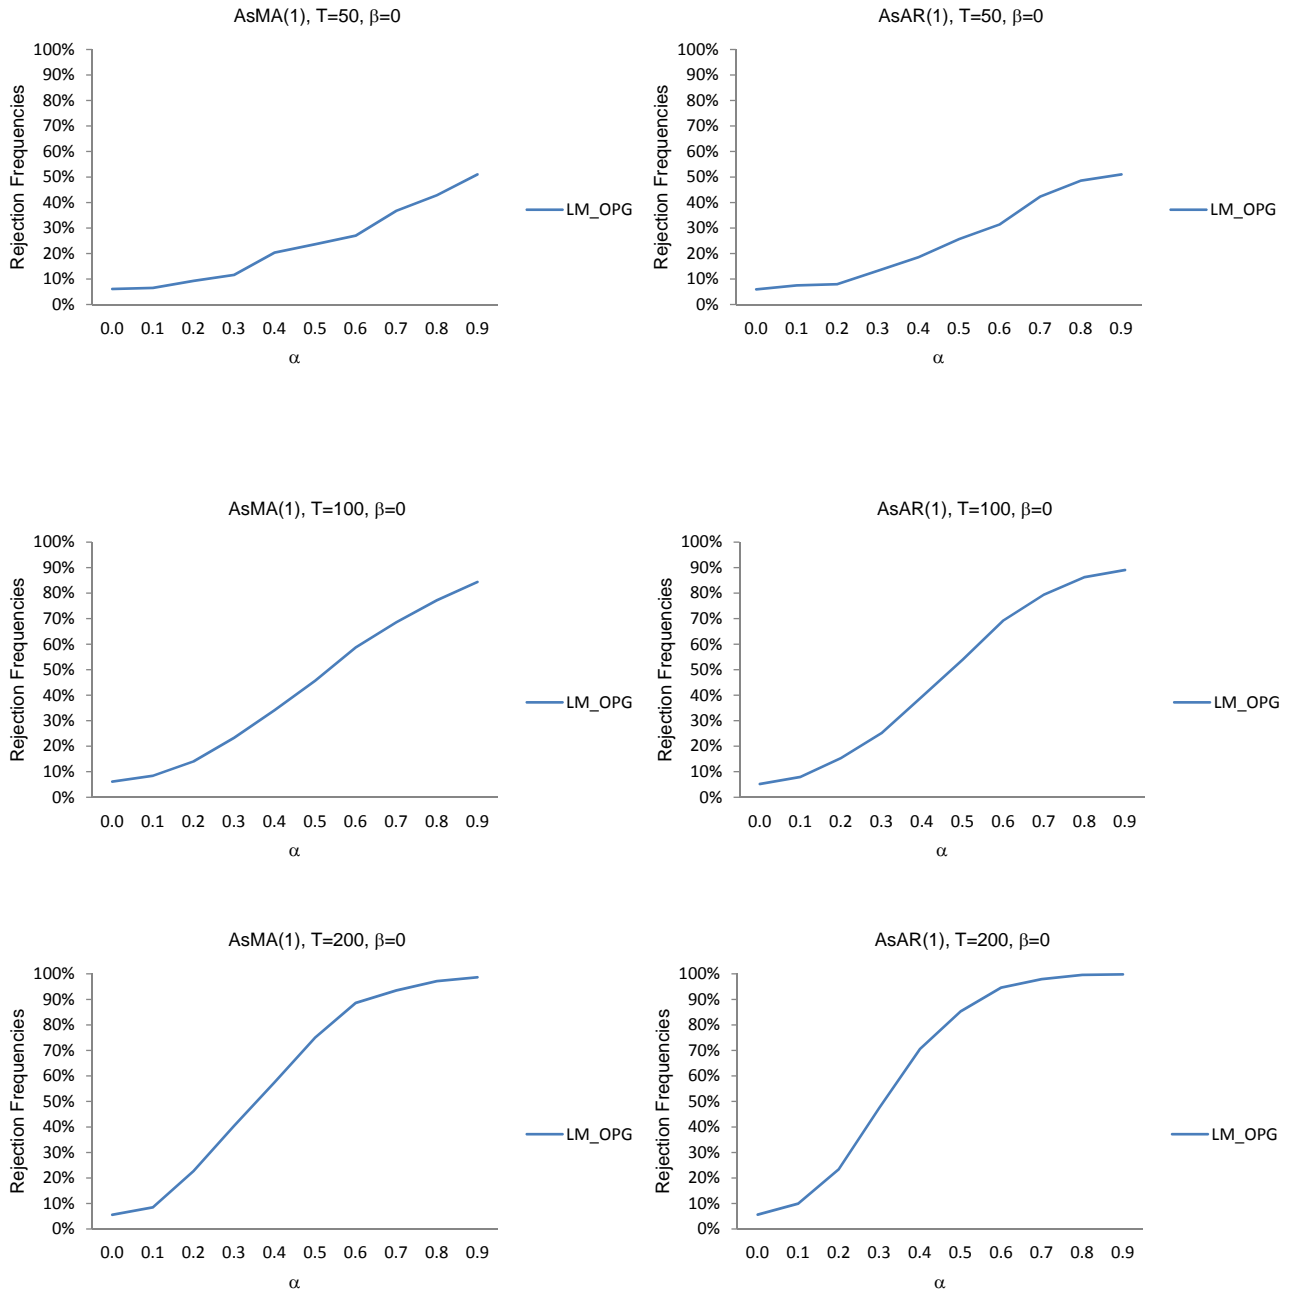 AsMA(1), T=50, β=0
100%
90%
80%
70%
60%
50%
40%
30%
20%
10%
0%
Rejection Frequencies
0.0 0.1 0.2 0.3 0.4 0.5 0.6 0.7 0.8 0.9
α
LM_OPG
AsAR(1), T=50, β=0
100%
90%
80%
70%
60%
50%
40%
30%
20%
10%
0%
Rejection Frequencies
0.0 0.1 0.2 0.3 0.4 0.5 0.6 0.7 0.8 0.9
α
LM_OPG
AsMA(1), T=100, β=0
100%
90%
80%
70%
60%
50%
40%
30%
20%
10%
0%
Rejection Frequencies
0.0 0.1 0.2 0.3 0.4 0.5 0.6 0.7 0.8 0.9
α
LM_OPG
AsAR(1), T=100, β=0
100%
90%
80%
70%
60%
50%
40%
30%
20%
10%
0%
Rejection Frequencies
0.0 0.1 0.2 0.3 0.4 0.5 0.6 0.7 0.8 0.9
α
LM_OPG
AsMA(1), T=200, β=0
100%
90%
80%
70%
60%
50%
40%
30%
20%
10%
0%
Rejection Frequencies
0.0 0.1 0.2 0.3 0.4 0.5 0.6 0.7 0.8 0.9
α
LM_OPG
AsAR(1), T=200, β=0
100%
90%
80%
70%
60%
50%
40%
30%
20%
10%
0%
Rejection Frequencies
0.0 0.1 0.2 0.3 0.4 0.5 0.6 0.7 0.8 0.9
α
LM_OPG